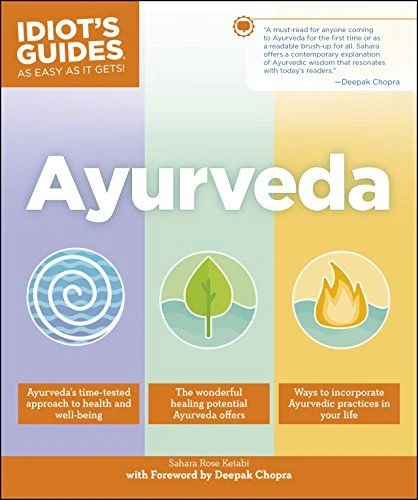 IDIOT'S
GUIDES
AS EASY AS IT GETS!
"A must-read for anyone coming
to Ayurveda for the first time or as
a readable brush-up for all. Sahara
offers a contemporary explanation
of Ayurvedic wisdom that resonates
with today's readers."
—Deepak Chopra
Ayurveda
Ayurveda's time-tested
approach to health and
well-being
The wonderful
healing potential
Ayurveda offers
Ways to incorporate
Ayurvedic practices in
your life
Sahara Rose Ketabi
with Foreword by Deepak Chopra